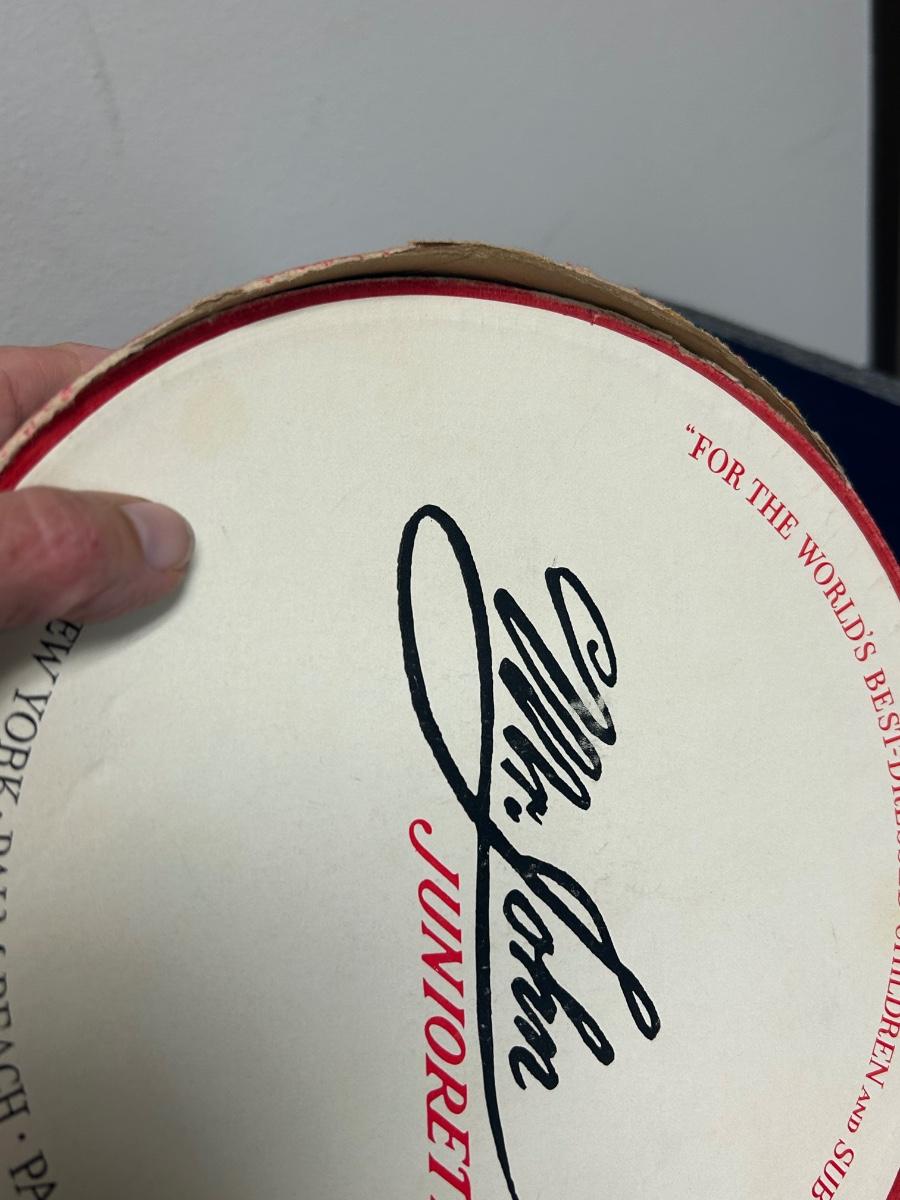 "FOR THE WORLD'S BEST-DRESSED CHILDREN AND SUB
Mr. John
JUNIORET
EW YORK · PALM BEACH · PA